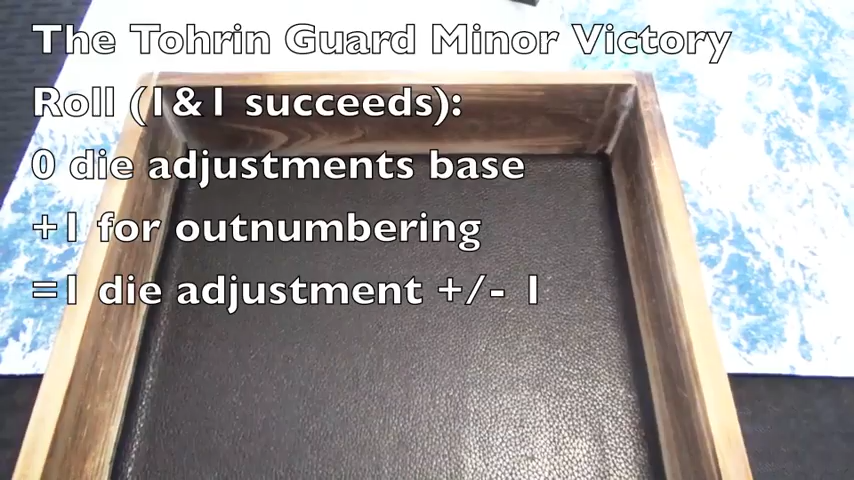 The Tohrin Guard Minor Victory
Roll (1&1 succeeds):
0 die adjustments base
+1 for outnumbering
=1 die adjustment +/- 1